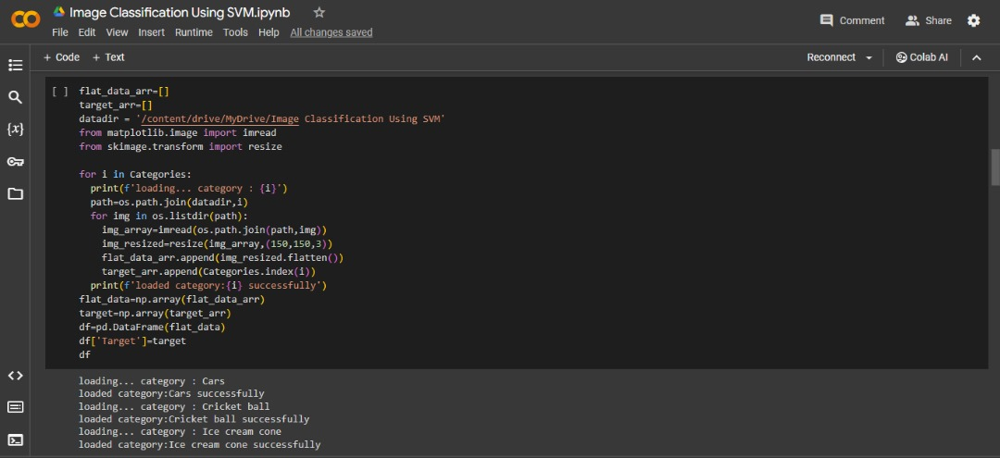 Image Classification Using SVM.ipynb
File Edit View Insert Runtime Tools Help All changes saved
Comment Share
+ Code + Text
Reconnect Colab AI
[ ] flat_data_arr=[]
target_arr=[]
datadir = '/content/drive/MyDrive/Image Classification Using SVM'
from matplotlib.image import imread
from skimage.transform import resize
for i in Categories:
  print(f'loading... category : {i}')
  path=os.path.join(datadir,i)
  for img in os.listdir(path):
    img_array=imread(os.path.join(path,img))
    img_resized=resize(img_array,(150,150,3))
    flat_data_arr.append(img_resized.flatten())
    target_arr.append(Categories.index(i))
  print(f'loaded category:{i} successfully')
flat_data=np.array(flat_data_arr)
target=np.array(target_arr)
df=pd.DataFrame(flat_data)
df['Target']=target
df
loading... category : Cars
loaded category:Cars successfully
loading... category : Cricket ball
loaded category:Cricket ball successfully
loading... category : Ice cream cone
loaded category:Ice cream cone successfully